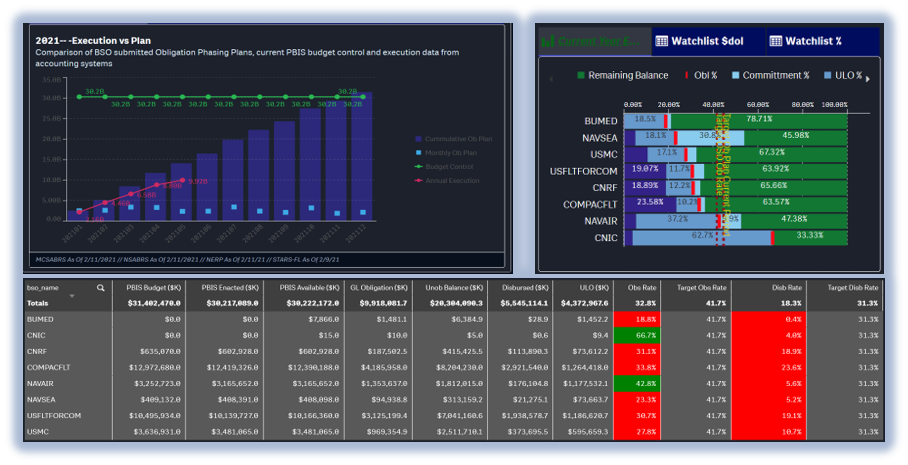 2021-- -Execution vs Plan
Comparison of BSO submitted Obligation Phasing Plans, current PBIS budget control and execution data from
accounting systems
35.0B
30.0B
25.0B
20.0B
15.0B
10.0B
5.00B
0.00
30.2B
30.2B 30.2B 30.2B 30.2B 30.2B 30.2B 30.2B 30.2B 30.2B 30.2B
2.16B
4.46B
6.58B
8.80B
9.92B
202101 202102 202103 202104 202105 202106 202107 202108 202109 202110 202111 202112
Cummulative Ob Plan
Monthly Ob Plan
Budget Control
Annual Execution
MCSABRS As Of 2/11/2021 // NSABRS As Of 2/11/2021 // NERP As Of 2/11/21 // STARS-FL As Of 2/9/21
Current Year E... Watchlist $dol Watchlist %
Remaining Balance Obl % Committment % ULO %
0.00% 20.00% 40.00% 60.00% 80.00% 100.00%
BUMED 18.5% 78.71%
NAVSEA 18.1% 30.8% 45.98%
USMC 17.1% 67.32%
USFLTFORCOM 19.07% 11.7% 63.92%
CNRF 18.89% 12.2% 65.66%
COMPACFLT 23.58% 10.2% 63.57%
NAVAIR 37.2% 47.38%
CNIC 62.7% 33.33%
bso_name PBIS Budget ($K) PBIS Enacted ($K) PBIS Available ($K) GL Obligation ($K) Unob Balance ($K) Disbursed ($K) ULO ($K) Obs Rate Target Obs Rate Disb Rate Target Disb Rate
Totals $31,402,470.0 $30,217,089.0 $30,222,172.0 $9,918,081.7 $20,304,090.3 $5,545,114.1 $4,372,967.6 32.8% 41.7% 18.3% 31.3%
BUMED $0.0 $0.0 $7,866.0 $1,481.1 $6,384.9 $28.9 $1,452.2 18.8% 41.7% 0.4% 31.3%
CNIC $0.0 $0.0 $15.0 $10.0 $5.0 $0.6 $9.4 66.7% 41.7% 4.0% 31.3%
CNRF $635,070.0 $602,928.0 $602,928.0 $187,502.5 $415,425.5 $113,890.3 $73,612.2 31.1% 41.7% 18.9% 31.3%
COMPACFLT $12,972,680.0 $12,419,326.0 $12,390,188.0 $4,185,958.0 $8,204,230.0 $2,921,540.0 $1,264,418.0 33.8% 41.7% 23.6% 31.3%
NAVAIR $3,252,723.0 $3,165,652.0 $3,165,652.0 $1,353,637.0 $1,812,015.0 $176,104.8 $1,177,532.1 42.8% 41.7% 5.6% 31.3%
NAVSEA $409,132.0 $408,391.0 $408,098.0 $94,938.8 $313,159.2 $21,275.1 $73,663.7 23.3% 41.7% 5.2% 31.3%
USFLTFORCOM $10,495,934.0 $10,139,727.0 $10,166,360.0 $3,125,199.4 $7,041,160.6 $1,938,578.7 $1,186,620.7 30.7% 41.7% 19.1% 31.3%
USMC $3,636,931.0 $3,481,065.0 $3,481,065.0 $969,354.9 $2,511,710.1 $373,695.5 $595,659.3 27.8% 41.7% 10.7% 31.3%